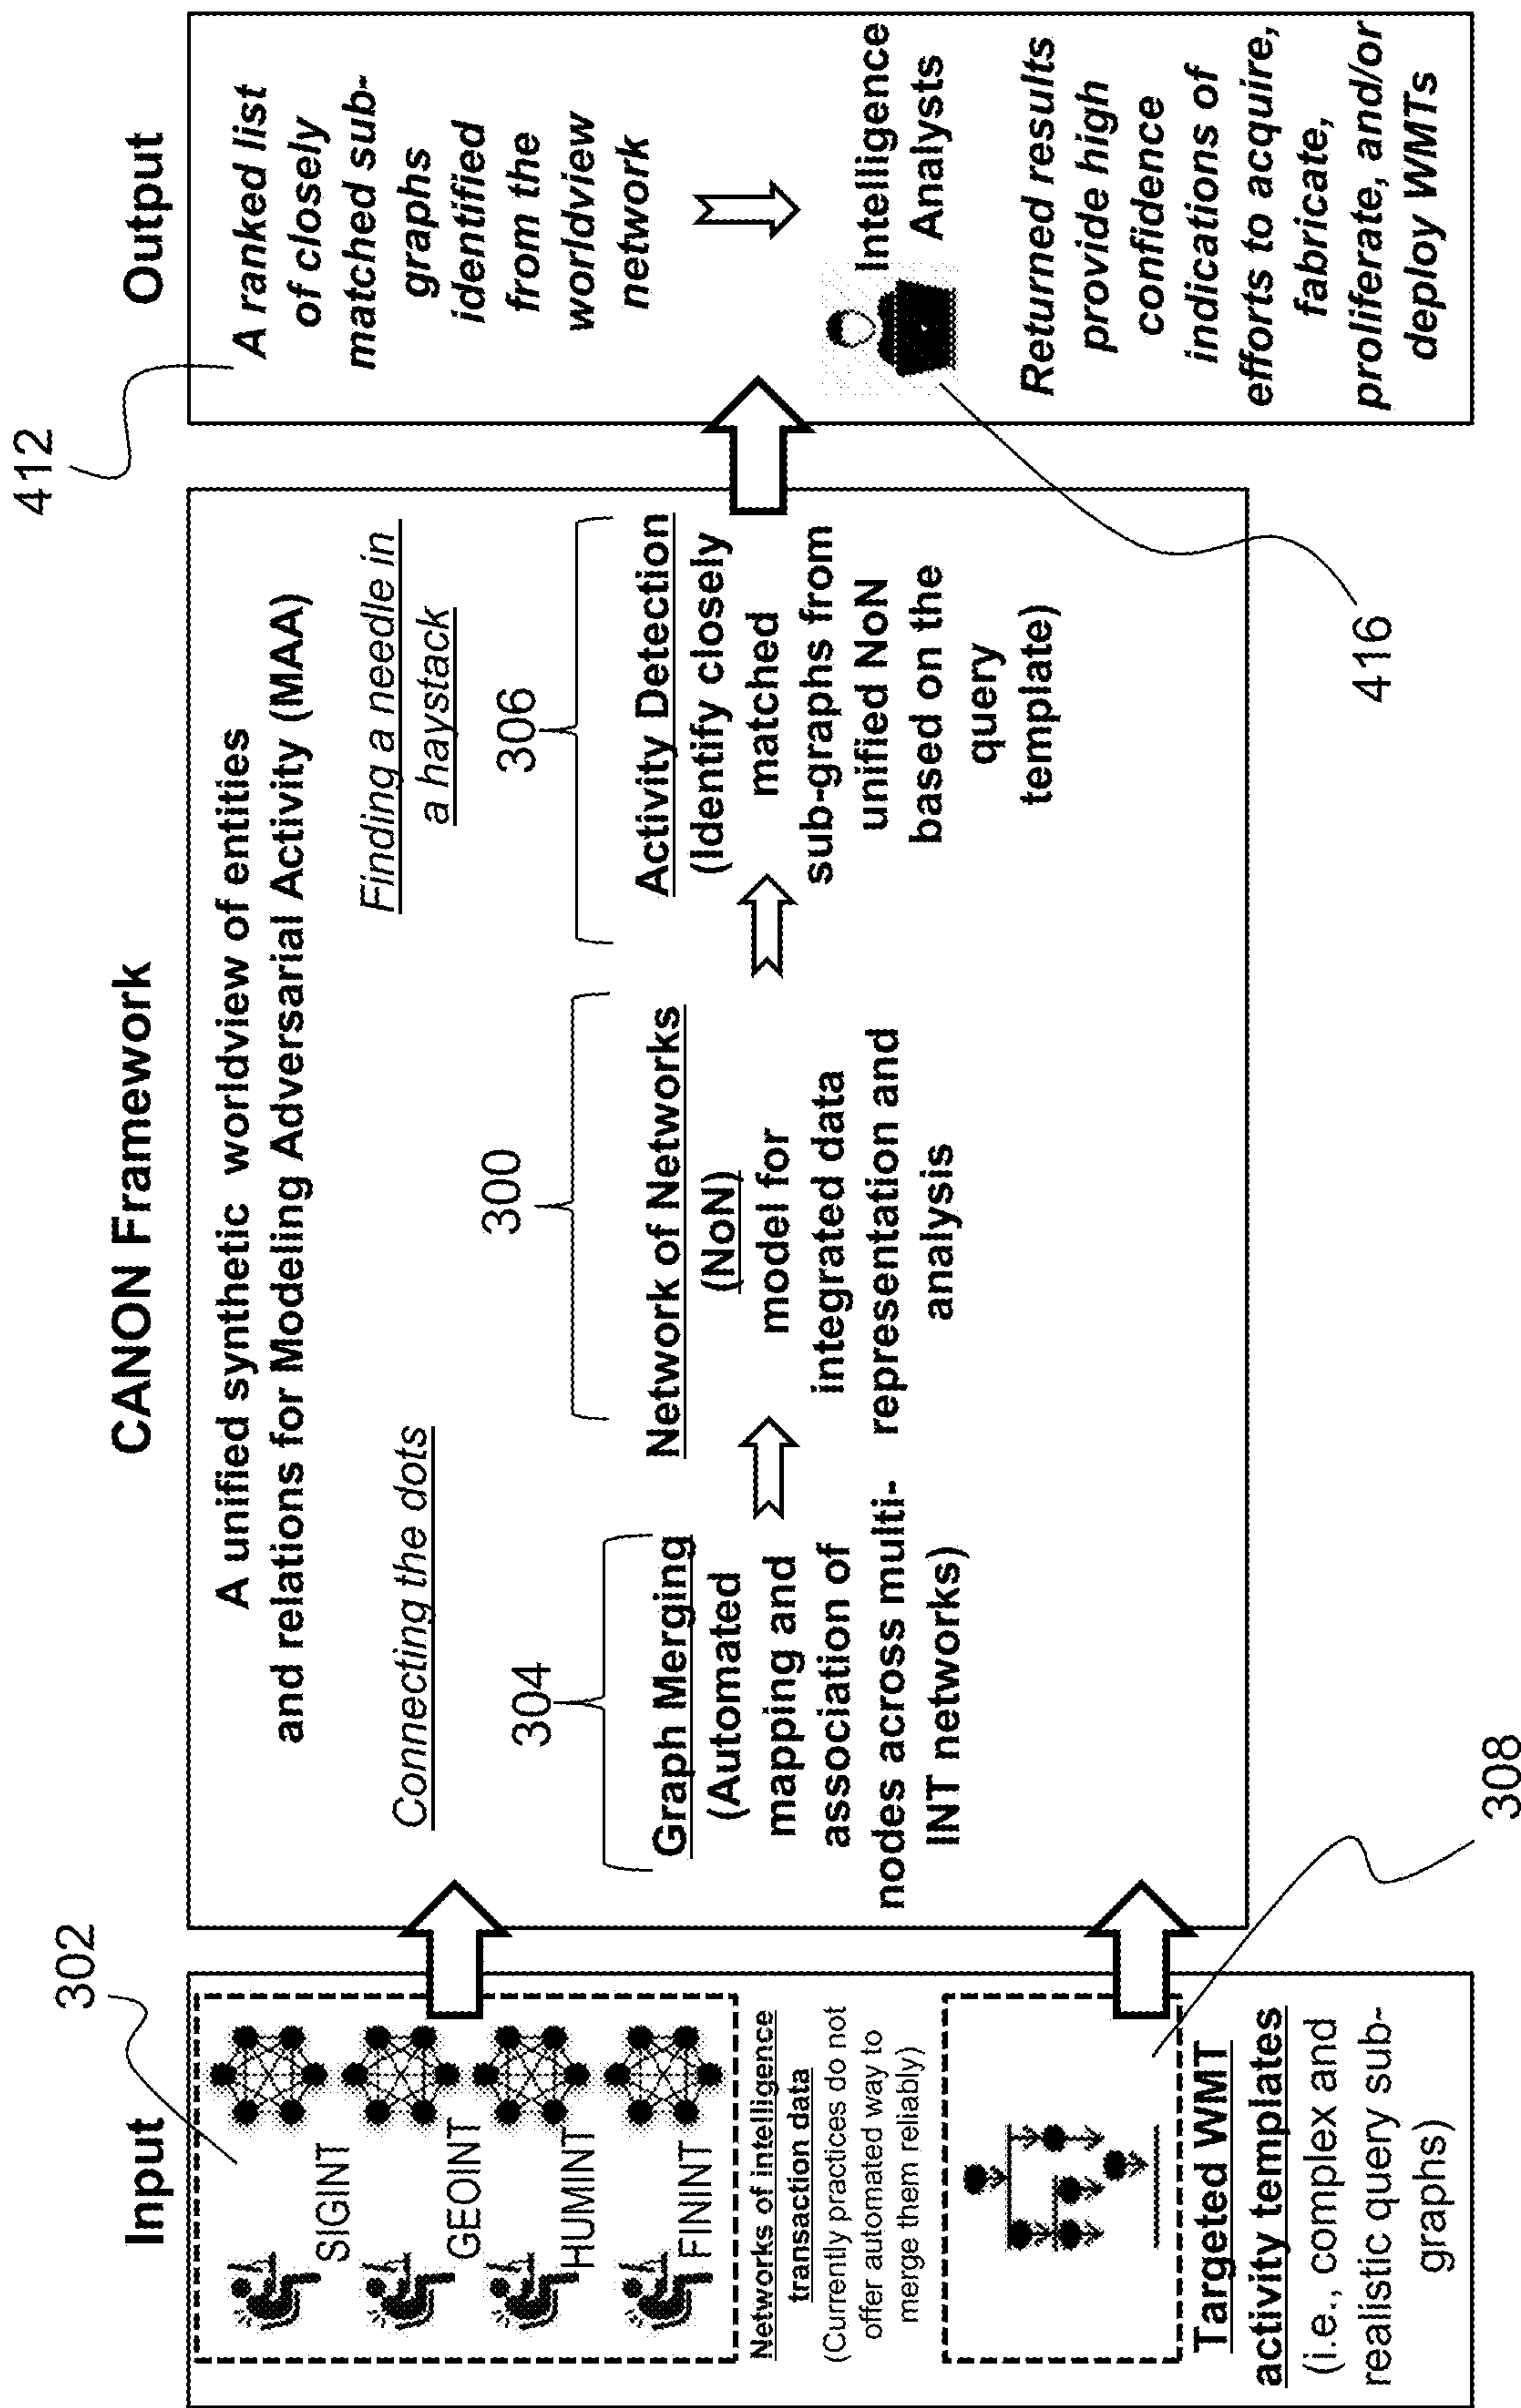 Input
302
SIGINT
GEOINT
HUMINT
FININT
Networks of intelligence
transaction data
(Currently practices do not
offer automated way to
merge them reliably)
Targeted WMT
activity templates
(i.e., complex and
realistic query sub-
graphs)
308
CANON Framework
A unified synthetic worldview of entities
and relations for Modeling Adversarial Activity (MAA)
Connecting the dots
304
Graph Merging
(Automated
mapping and
association of
nodes across multi-
INT networks)
300
Network of Networks
(NoN)
model for
integrated data
representation and
analysis
Finding a needle in
a haystack
306
Activity Detection
(Identify closely
matched
sub-graphs from
unified NoN
based on the
query
template)
Output
412
A ranked list
of closely
matched sub-
graphs
identified
from the
worldview
network
Intelligence
Analysts
416
Returned results
provide high
confidence
indications of
efforts to acquire,
fabricate,
proliferate, and/or
deploy WMTs